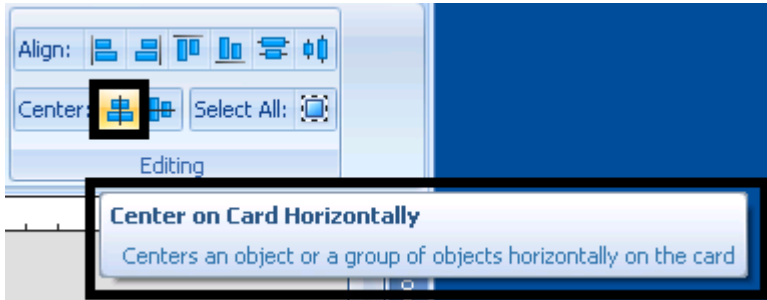 Align:
Center: Select All:
Editing
Center on Card Horizontally
Centers an object or a group of objects horizontally on the card